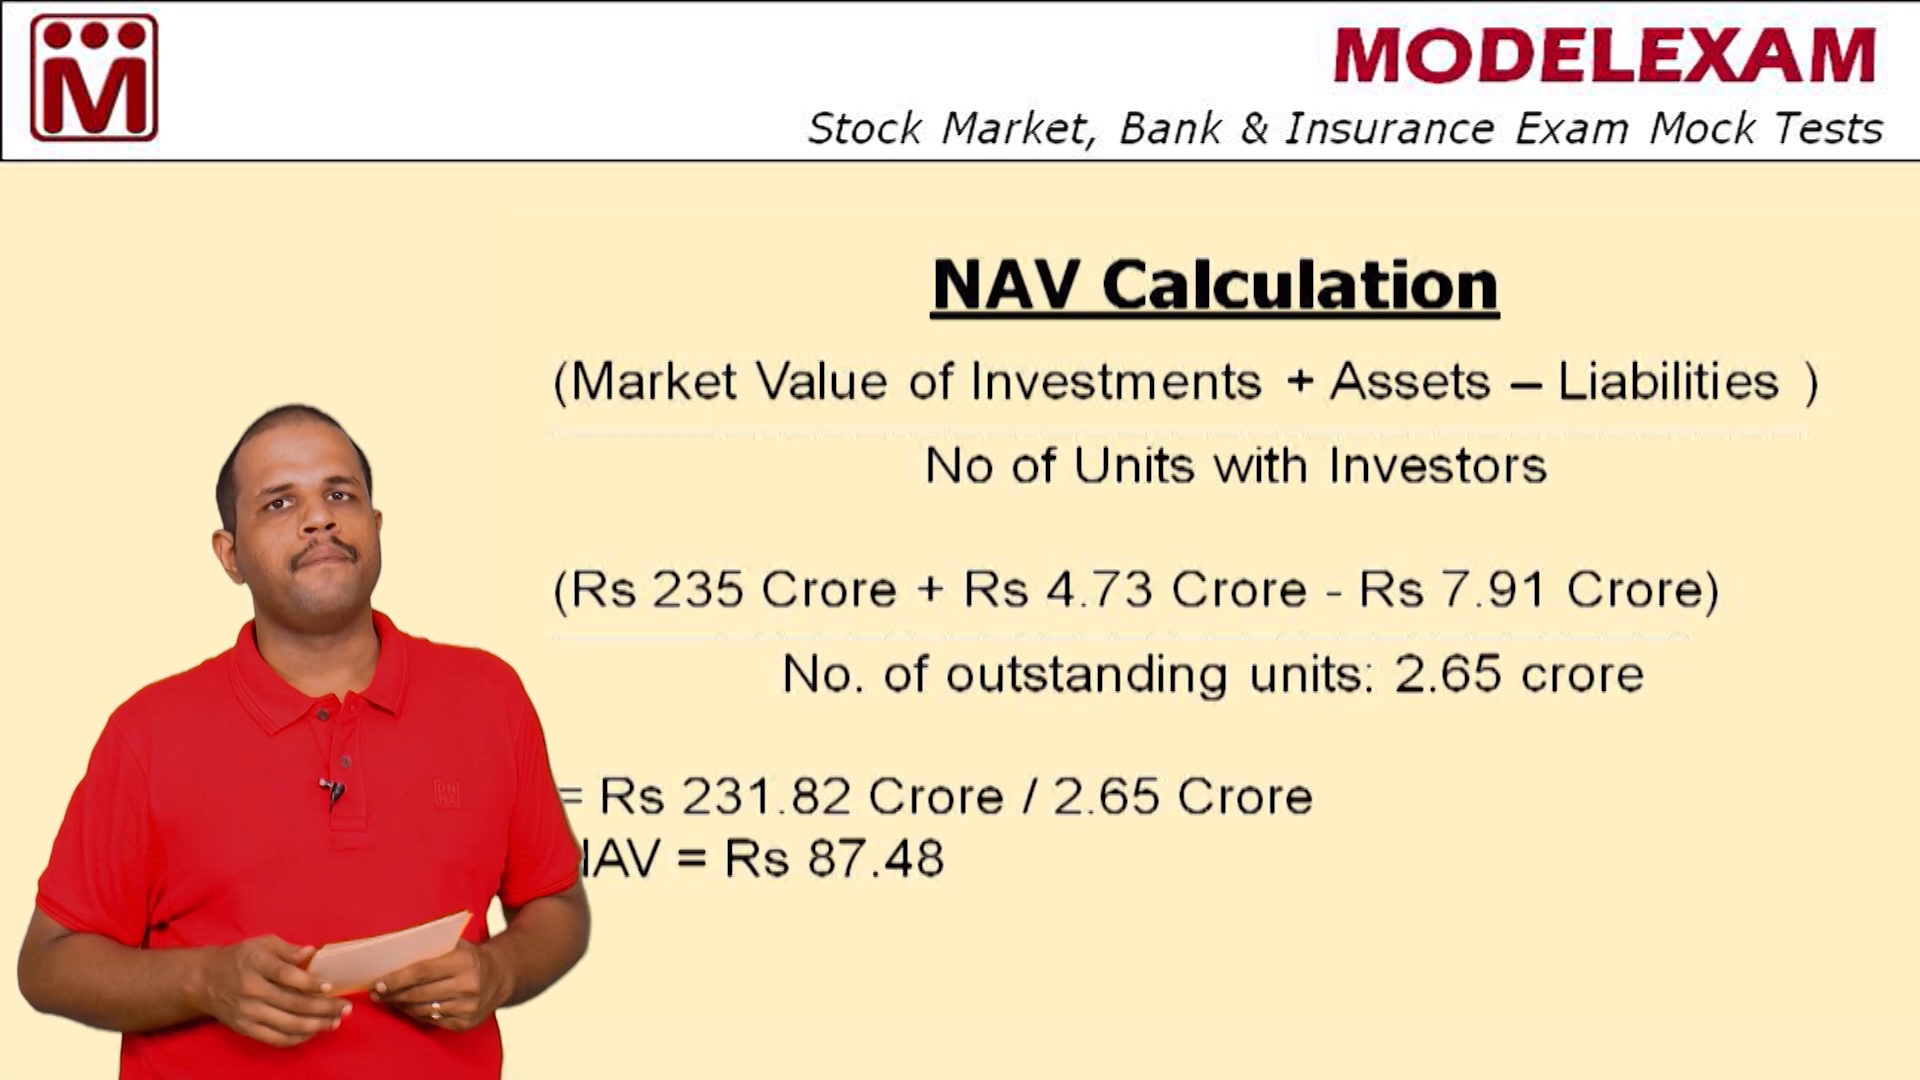 M
MODELEXAM
Stock Market, Bank & Insurance Exam Mock Tests
NAV Calculation
(Market Value of Investments + Assets – Liabilities )
No of Units with Investors
(Rs 235 Crore + Rs 4.73 Crore - Rs 7.91 Crore)
No. of outstanding units: 2.65 crore
= Rs 231.82 Crore / 2.65 Crore
NAV = Rs 87.48